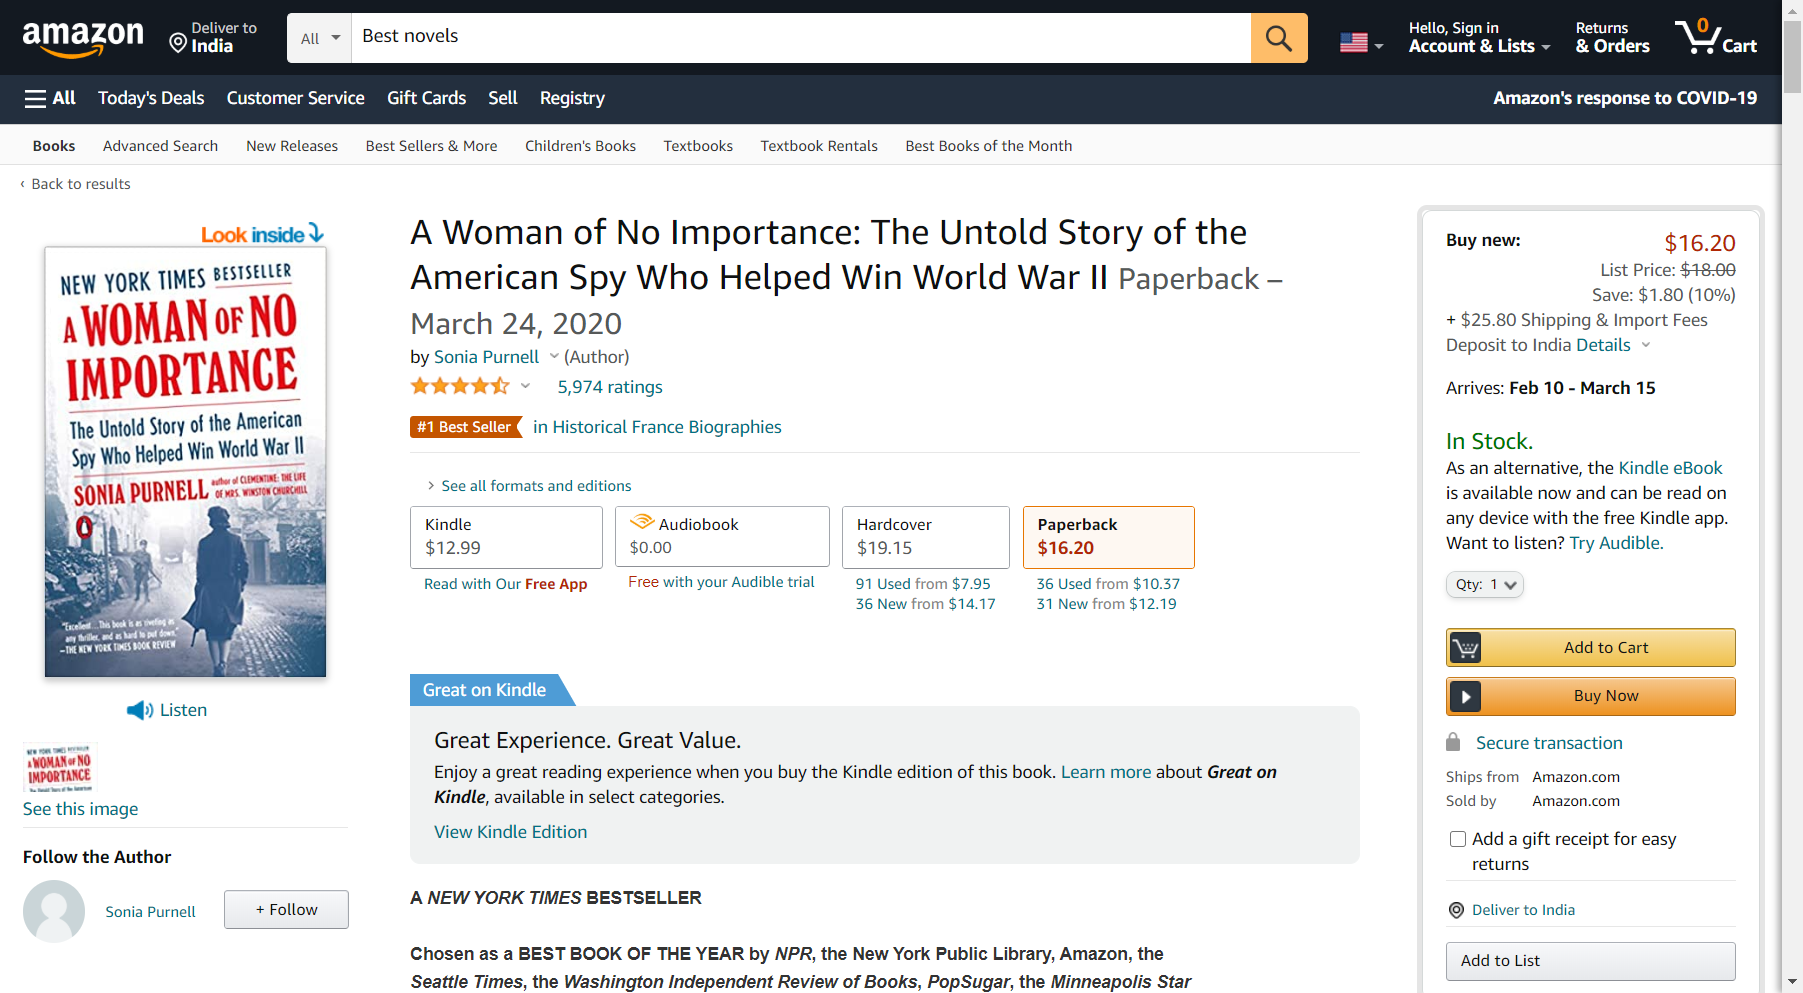 amazon
Deliver to
India
All
Best novels
Hello, Sign in
Account & Lists
Returns
& Orders
0
Cart
All
Today's Deals
Customer Service
Gift Cards
Sell
Registry
Amazon's response to COVID-19
Books
Advanced Search
New Releases
Best Sellers & More
Children's Books
Textbooks
Textbook Rentals
Best Books of the Month
‹ Back to results
Look inside
NEW YORK TIMES BESTSELLER
A WOMAN OF NO
IMPORTANCE
The Untold Story of the American
Spy Who Helped Win World War II
SONIA PURNELL
author of CLEMENTINE: THE LIFE
OF MRS. WINSTON CHURCHILL
"Excellent...This book is as riveting as
any thriller, and as hard to put down."
—THE NEW YORK TIMES BOOK REVIEW
Listen
NEW YORK TIMES BESTSELLER
A WOMAN OF NO
IMPORTANCE
The Untold Story of the American
See this image
Follow the Author
Sonia Purnell
+ Follow
A Woman of No Importance: The Untold Story of the
American Spy Who Helped Win World War II Paperback –
March 24, 2020
by Sonia Purnell (Author)
5,974 ratings
#1 Best Seller in Historical France Biographies
› See all formats and editions
Kindle
$12.99
Read with Our Free App
Audiobook
$0.00
Free with your Audible trial
Hardcover
$19.15
91 Used from $7.95
36 New from $14.17
Paperback
$16.20
36 Used from $10.37
31 New from $12.19
Great on Kindle
Great Experience. Great Value.
Enjoy a great reading experience when you buy the Kindle edition of this book. Learn more about Great on
Kindle, available in select categories.
View Kindle Edition
A NEW YORK TIMES BESTSELLER
Chosen as a BEST BOOK OF THE YEAR by NPR, the New York Public Library, Amazon, the
Seattle Times, the Washington Independent Review of Books, PopSugar, the Minneapolis Star
Buy new:
$16.20
List Price: $18.00
Save: $1.80 (10%)
+ $25.80 Shipping & Import Fees
Deposit to India Details
Arrives: Feb 10 - March 15
In Stock.
As an alternative, the Kindle eBook
is available now and can be read on
any device with the free Kindle app.
Want to listen? Try Audible.
Qty: 1
Add to Cart
Buy Now
Secure transaction
Ships from Amazon.com
Sold by Amazon.com
Add a gift receipt for easy
returns
Deliver to India
Add to List